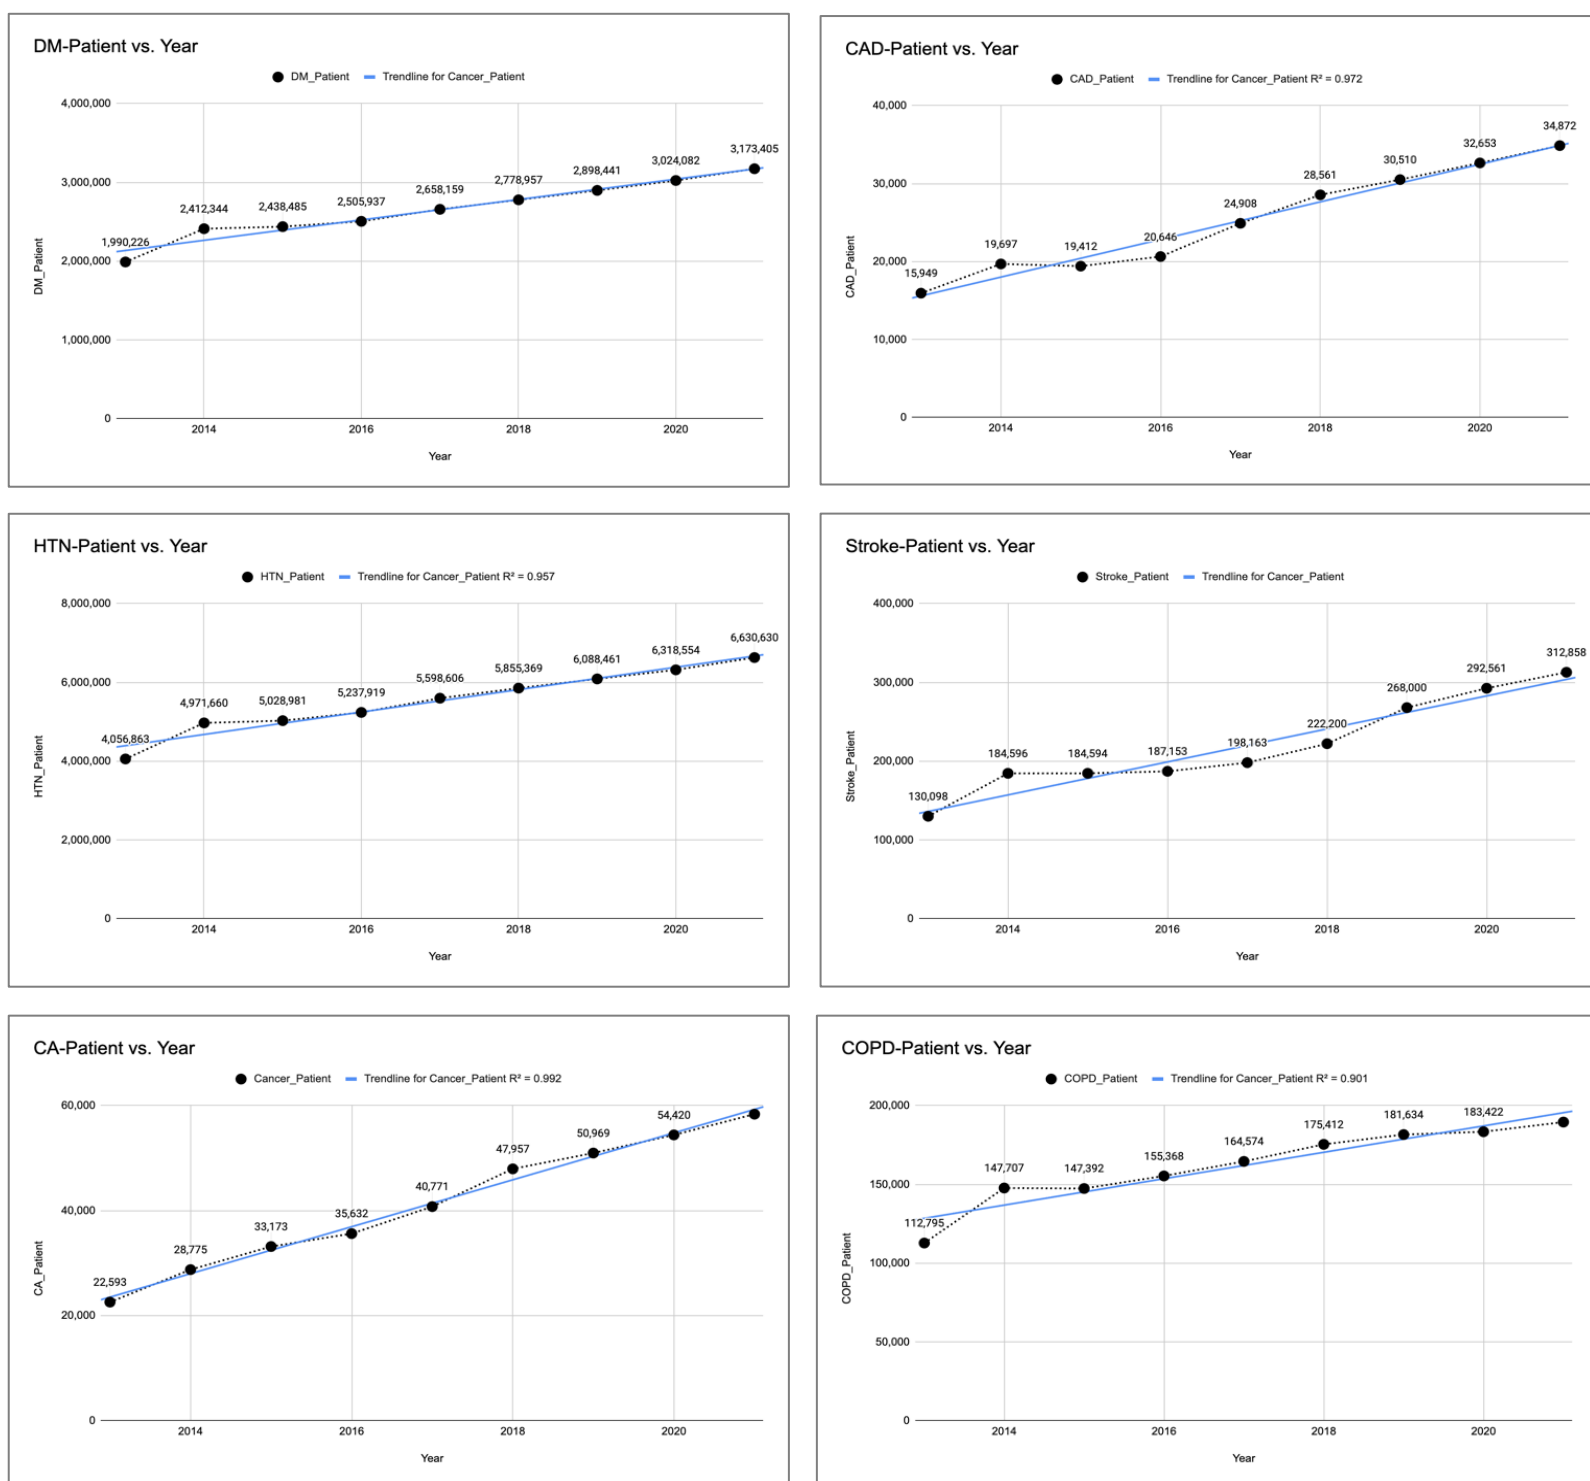 DM-Patient vs. Year
DM_Patient Trendline for Cancer_Patient
4,000,000
3,000,000
2,000,000
1,000,000
0
DM_Patient
1,990,226
2,412,344
2,438,485
2,505,937
2,658,159
2,778,957
2,898,441
3,024,082
3,173,405
2014 2016 2018 2020
Year
CAD-Patient vs. Year
CAD_Patient Trendline for Cancer_Patient R² = 0.972
40,000
30,000
20,000
10,000
0
CAD_Patient
15,949
19,697
19,412
20,646
24,908
28,561
30,510
32,653
34,872
2014 2016 2018 2020
Year
HTN-Patient vs. Year
HTN_Patient Trendline for Cancer_Patient R² = 0.957
8,000,000
6,000,000
4,000,000
2,000,000
0
HTN_Patient
4,056,863
4,971,660
5,028,981
5,237,919
5,598,606
5,855,369
6,088,461
6,318,554
6,630,630
2014 2016 2018 2020
Year
Stroke-Patient vs. Year
Stroke_Patient Trendline for Cancer_Patient
400,000
300,000
200,000
100,000
0
Stroke_Patient
130,098
184,596
184,594
187,153
198,163
222,200
268,000
292,561
312,858
2014 2016 2018 2020
Year
CA-Patient vs. Year
Cancer_Patient Trendline for Cancer_Patient R² = 0.992
60,000
40,000
20,000
0
CA_Patient
22,593
28,775
33,173
35,632
40,771
47,957
50,969
54,420
2014 2016 2018 2020
Year
COPD-Patient vs. Year
COPD_Patient Trendline for Cancer_Patient R² = 0.901
200,000
150,000
100,000
50,000
0
COPD_Patient
112,795
147,707
147,392
155,368
164,574
175,412
181,634
183,422
2014 2016 2018 2020
Year